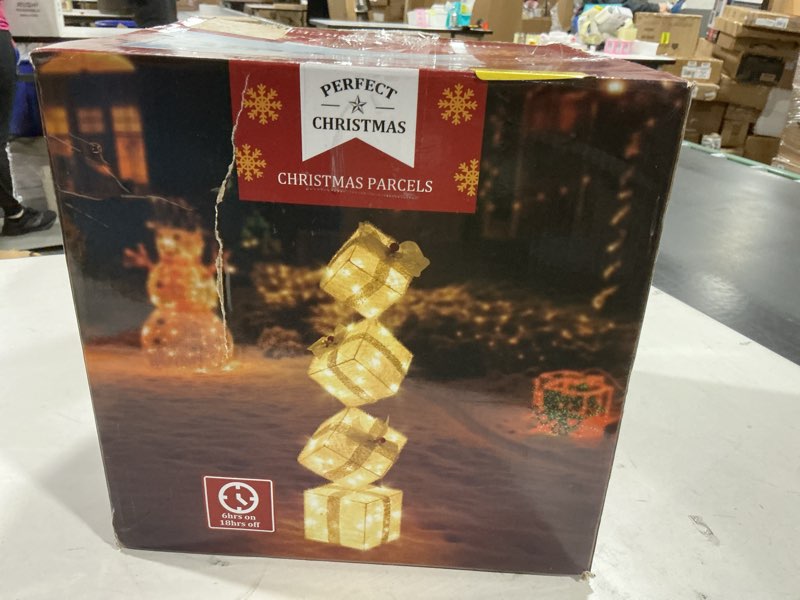 PERFECT
CHRISTMAS
CHRISTMAS PARCELS
6hrs on
18hrs off